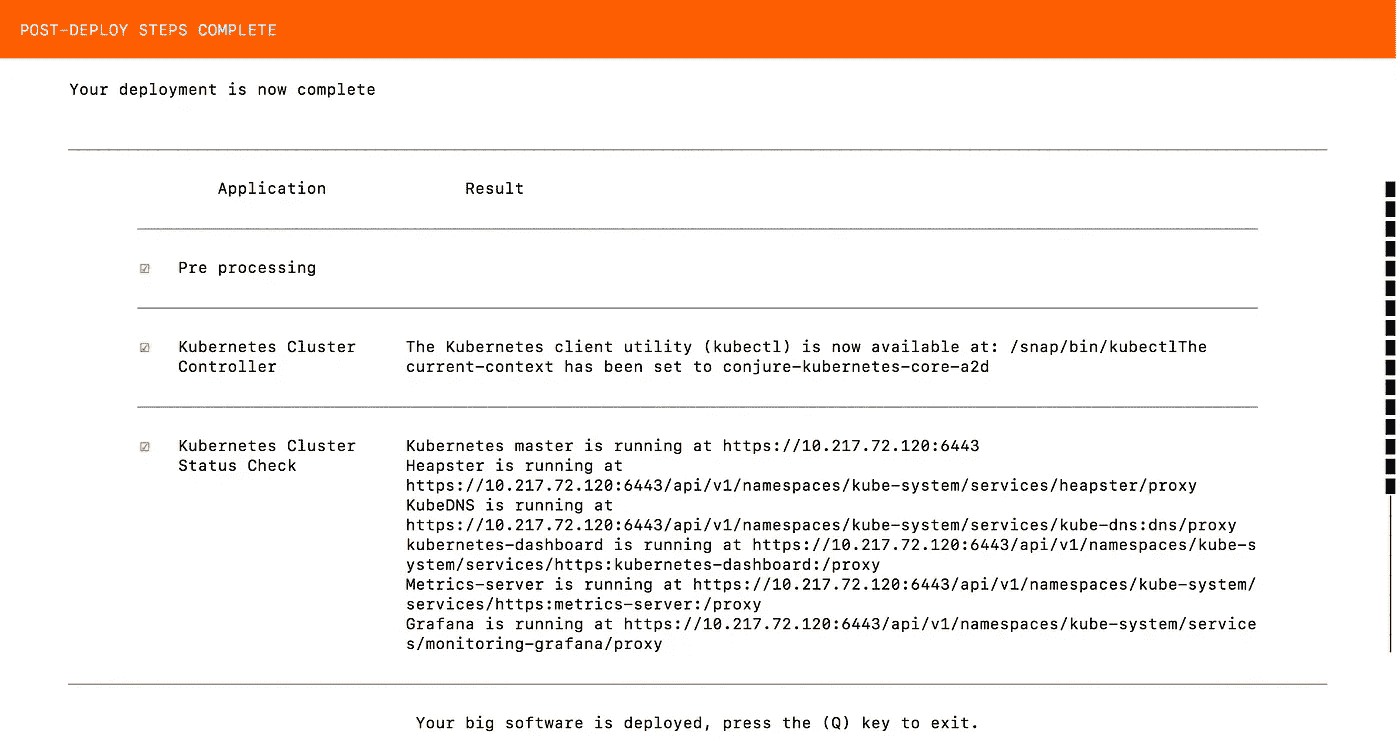 POST-DEPLOY STEPS COMPLETE
Your deployment is now complete
Application Result
Pre processing
Kubernetes Cluster The Kubernetes client utility (kubectl) is now available at: /snap/bin/kubectlThe
Controller current-context has been set to conjure-kubernetes-core-a2d
Kubernetes Cluster Kubernetes master is running at https://10.217.72.120:6443
Status Check Heapster is running at
https://10.217.72.120:6443/api/v1/namespaces/kube-system/services/heapster/proxy
KubeDNS is running at
https://10.217.72.120:6443/api/v1/namespaces/kube-system/services/kube-dns:dns/proxy
kubernetes-dashboard is running at https://10.217.72.120:6443/api/v1/namespaces/kube-s
ystem/services/https:kubernetes-dashboard:/proxy
Metrics-server is running at https://10.217.72.120:6443/api/v1/namespaces/kube-system/
services/https:metrics-server:/proxy
Grafana is running at https://10.217.72.120:6443/api/v1/namespaces/kube-system/service
s/monitoring-grafana/proxy
Your big software is deployed, press the (Q) key to exit.